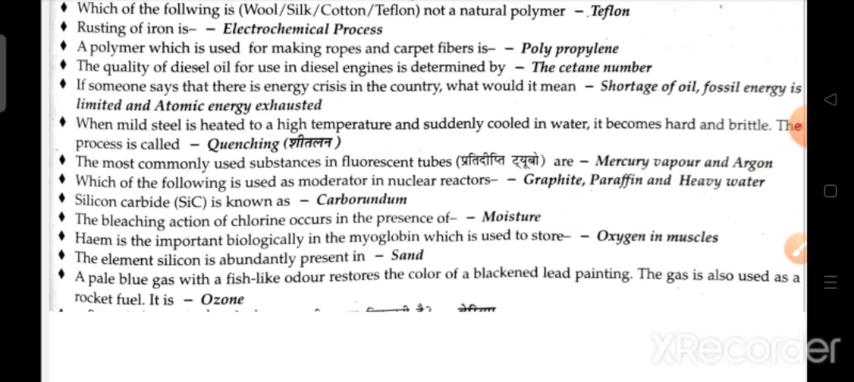 ♦ Which of the follwing is (Wool/Silk/Cotton/Teflon) not a natural polymer – Teflon
♦ Rusting of iron is– – Electrochemical Process
♦ A polymer which is used for making ropes and carpet fibers is– – Poly propylene
♦ The quality of diesel oil for use in diesel engines is determined by – The cetane number
♦ If someone says that there is energy crisis in the country, what would it mean – Shortage of oil, fossil energy is
limited and Atomic energy exhausted
♦ When mild steel is heated to a high temperature and suddenly cooled in water, it becomes hard and brittle. The
process is called – Quenching (शीतलन)
♦ The most commonly used substances in fluorescent tubes (प्रतिदीप्ति ट्यूबो) are – Mercury vapour and Argon
♦ Which of the following is used as moderator in nuclear reactors– – Graphite, Paraffin and Heavy water
♦ Silicon carbide (SiC) is known as – Carborundum
♦ The bleaching action of chlorine occurs in the presence of– – Moisture
♦ Haem is the important biologically in the myoglobin which is used to store– – Oxygen in muscles
♦ The element silicon is abundantly present in – Sand
♦ A pale blue gas with a fish-like odour restores the color of a blackened lead painting. The gas is also used as a
rocket fuel. It is – Ozone
XRecorder